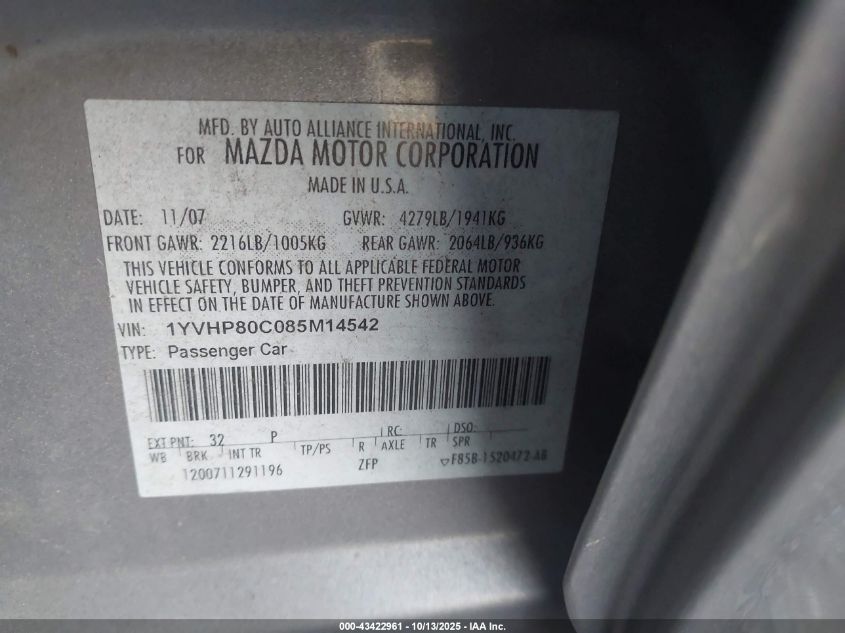 MFD. BY AUTO ALLIANCE INTERNATIONAL, INC.
FOR MAZDA MOTOR CORPORATION
MADE IN U.S.A.
DATE: 11/07 GVWR: 4279LB/1941KG
FRONT GAWR: 2216LB/1005KG REAR GAWR: 2064LB/936KG
THIS VEHICLE CONFORMS TO ALL APPLICABLE FEDERAL MOTOR
VEHICLE SAFETY, BUMPER, AND THEFT PREVENTION STANDARDS
IN EFFECT ON THE DATE OF MANUFACTURE SHOWN ABOVE.
VIN: 1YVHP80C085M14542
TYPE: Passenger Car
EXT PNT: 32 P RC: DSO:
WB BRK INT TR TP/PS R AXLE TR SPR
1200711291196 ZFP F85B-1520472-AB
000-43422961 - 10/13/2025 - IAA Inc.